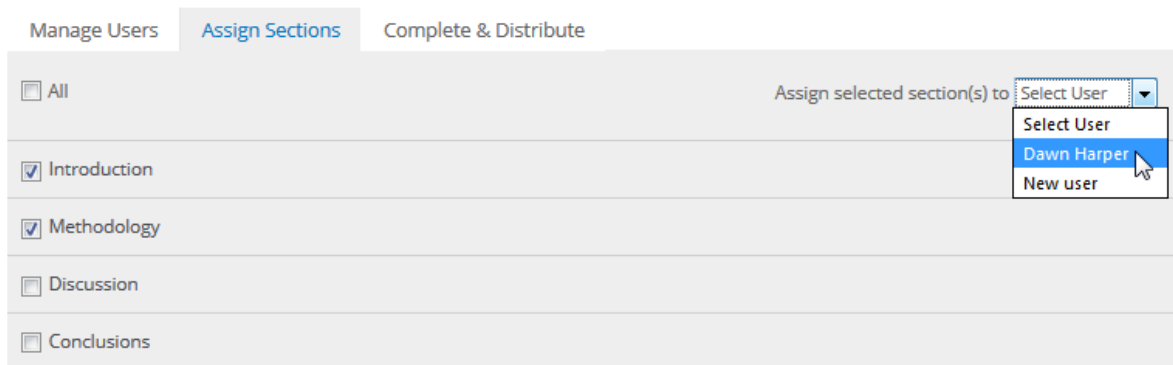 Manage Users Assign Sections Complete & Distribute
All Assign selected section(s) to Select User
Select User
Dawn Harper
New user
Introduction
Methodology
Discussion
Conclusions